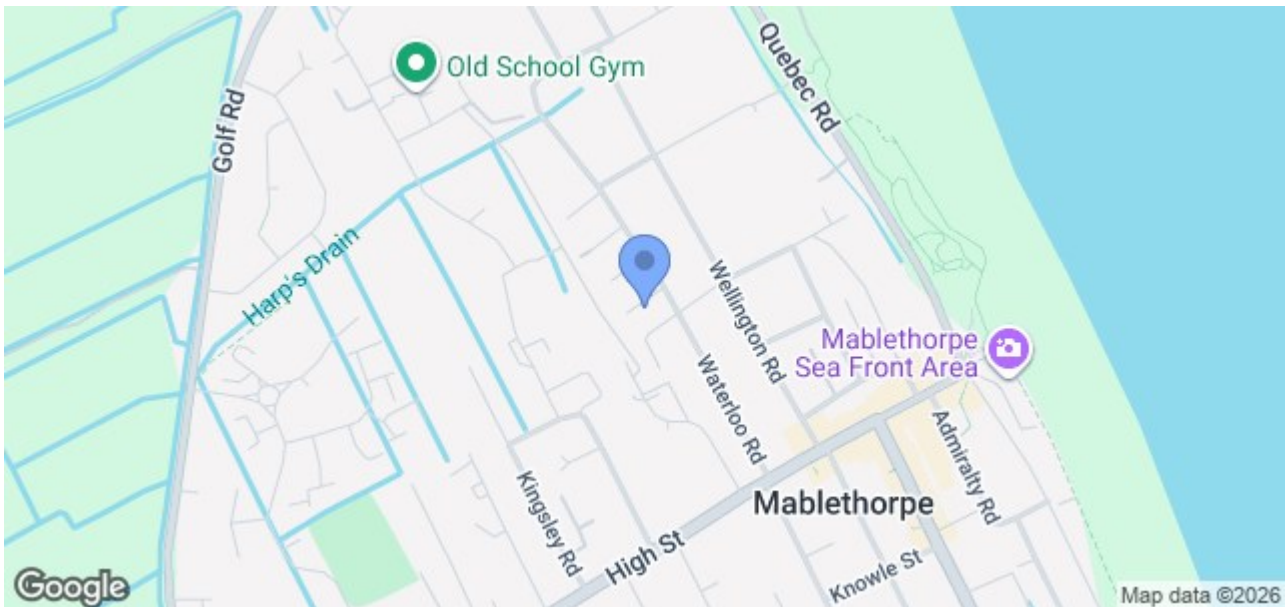 Old School Gym
Quebec Rd
Golf Rd
Harp's Drain
Wellington Rd
Mablethorpe
Sea Front Area
Waterloo Rd
Admiralty Rd
Kingsley Rd
Mablethorpe
High St
Knowle St
Google
Map data ©2026